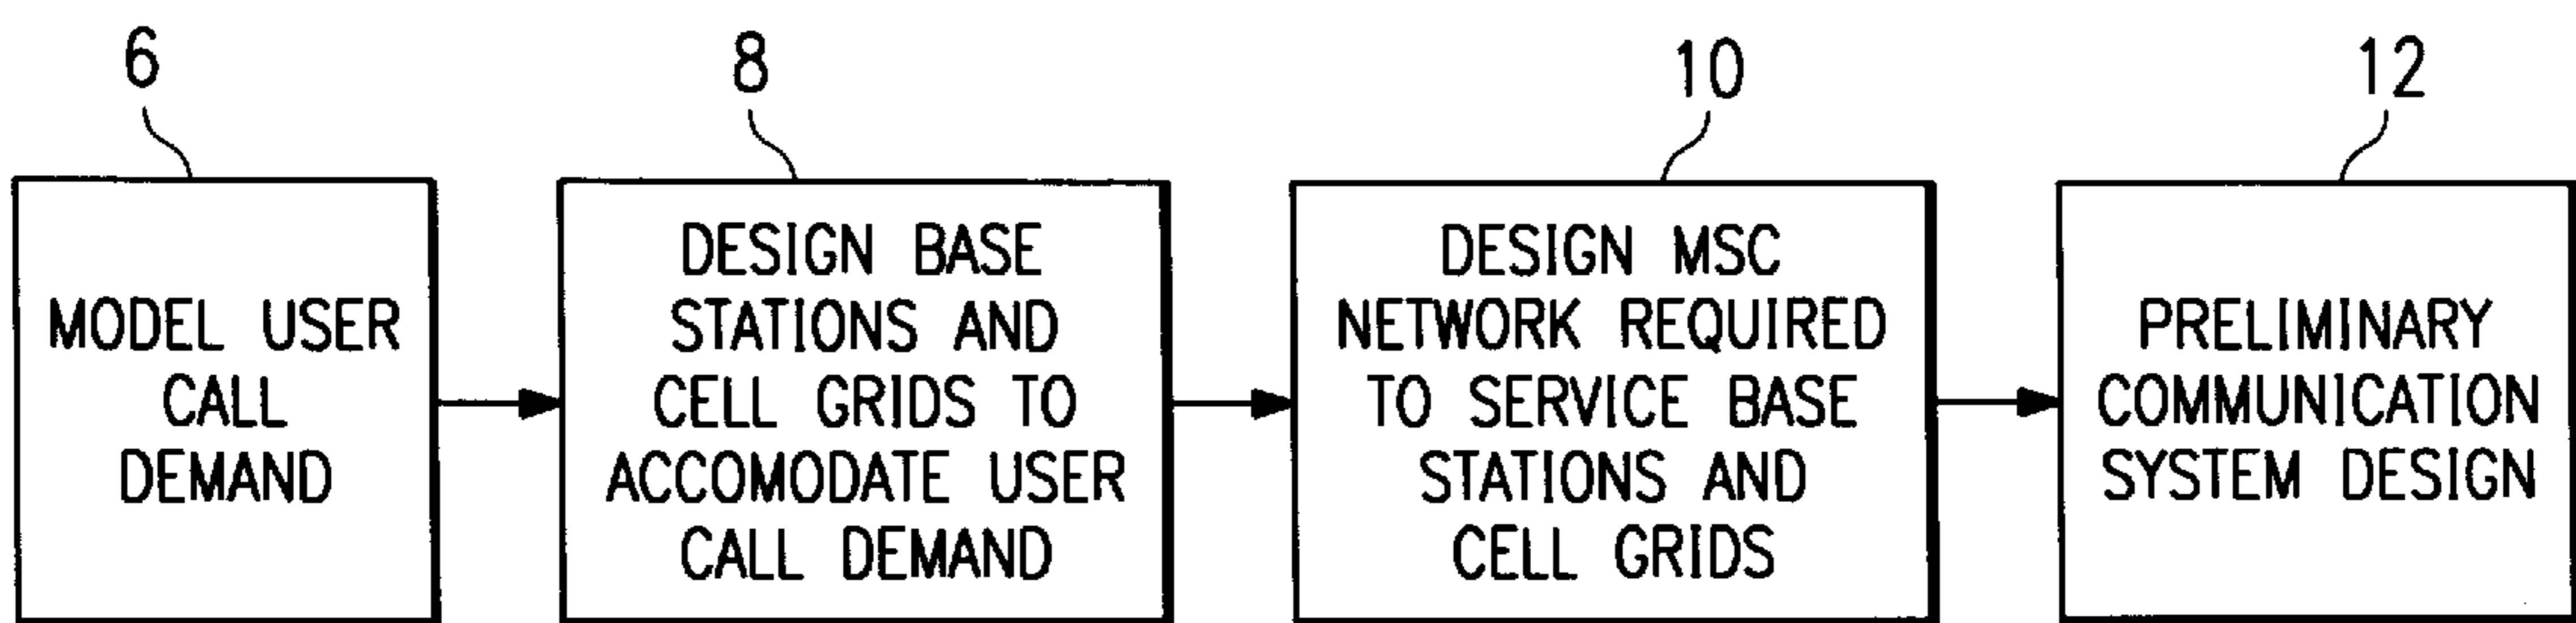 6
8
10
12
MODEL USER
CALL
DEMAND
DESIGN BASE
STATIONS AND
CELL GRIDS TO
ACCOMODATE USER
CALL DEMAND
DESIGN MSC
NETWORK REQUIRED
TO SERVICE BASE
STATIONS AND
CELL GRIDS
PRELIMINARY
COMMUNICATION
SYSTEM DESIGN